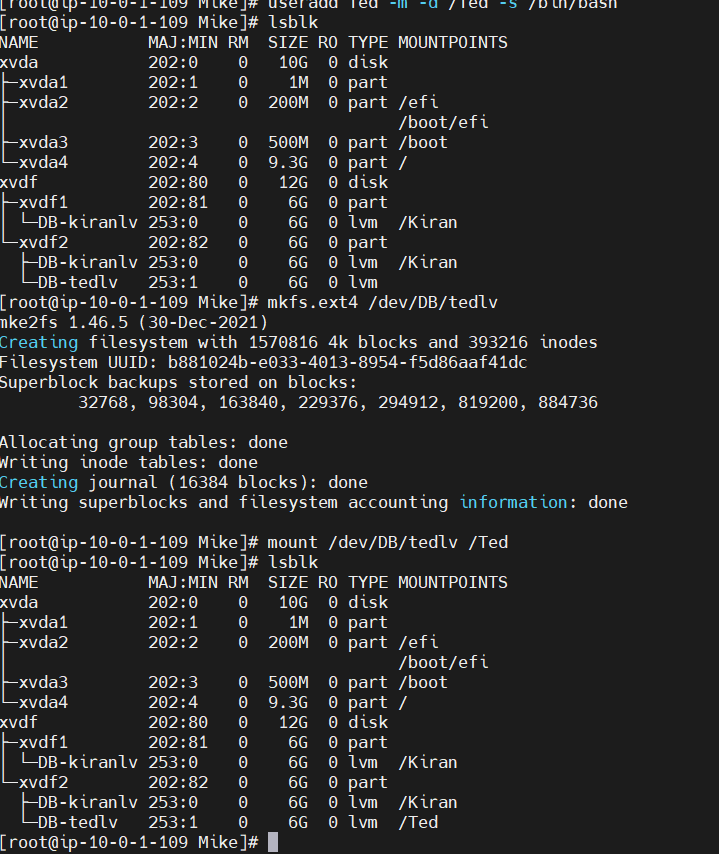 [root@ip-10-0-1-109 Mike]# useradd Ted -m -d /Ted -s /bin/bash
[root@ip-10-0-1-109 Mike]# lsblk
NAME           MAJ:MIN RM  SIZE RO TYPE MOUNTPOINTS
xvda           202:0    0   10G  0 disk
├─xvda1        202:1    0    1M  0 part
├─xvda2        202:2    0  200M  0 part /efi
│                                       /boot/efi
├─xvda3        202:3    0  500M  0 part /boot
└─xvda4        202:4    0  9.3G  0 part /
xvdf           202:80   0   12G  0 disk
├─xvdf1        202:81   0    6G  0 part
│ └─DB-kiranlv 253:0    0    6G  0 lvm  /Kiran
└─xvdf2        202:82   0    6G  0 part
  ├─DB-kiranlv 253:0    0    6G  0 lvm  /Kiran
  └─DB-tedlv   253:1    0    6G  0 lvm
[root@ip-10-0-1-109 Mike]# mkfs.ext4 /dev/DB/tedlv
mke2fs 1.46.5 (30-Dec-2021)
Creating filesystem with 1570816 4k blocks and 393216 inodes
Filesystem UUID: b881024b-e033-4013-8954-f5d86aaf41dc
Superblock backups stored on blocks:
        32768, 98304, 163840, 229376, 294912, 819200, 884736
Allocating group tables: done
Writing inode tables: done
Creating journal (16384 blocks): done
Writing superblocks and filesystem accounting information: done
[root@ip-10-0-1-109 Mike]# mount /dev/DB/tedlv /Ted
[root@ip-10-0-1-109 Mike]# lsblk
NAME           MAJ:MIN RM  SIZE RO TYPE MOUNTPOINTS
xvda           202:0    0   10G  0 disk
├─xvda1        202:1    0    1M  0 part
├─xvda2        202:2    0  200M  0 part /efi
│                                       /boot/efi
├─xvda3        202:3    0  500M  0 part /boot
└─xvda4        202:4    0  9.3G  0 part /
xvdf           202:80   0   12G  0 disk
├─xvdf1        202:81   0    6G  0 part
│ └─DB-kiranlv 253:0    0    6G  0 lvm  /Kiran
└─xvdf2        202:82   0    6G  0 part
  ├─DB-kiranlv 253:0    0    6G  0 lvm  /Kiran
  └─DB-tedlv   253:1    0    6G  0 lvm  /Ted
[root@ip-10-0-1-109 Mike]#